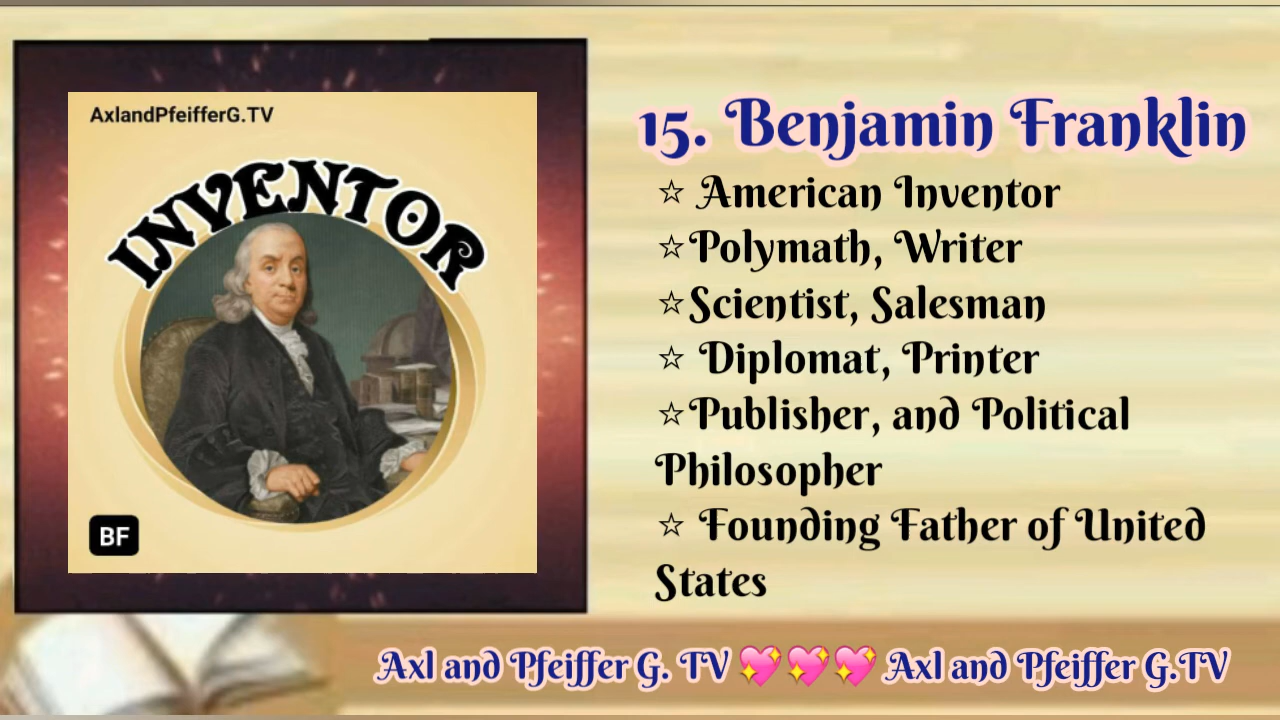 AxlandPfeifferG.TV
INVENTOR
BF
15. Benjamin Franklin
☆ American Inventor
☆Polymath, Writer
☆Scientist, Salesman
☆ Diplomat, Printer
☆Publisher, and Political
Philosopher
☆ Founding Father of United
States
Axl and Pfeiffer G. TV 💖💖💖 Axl and Pfeiffer G.TV